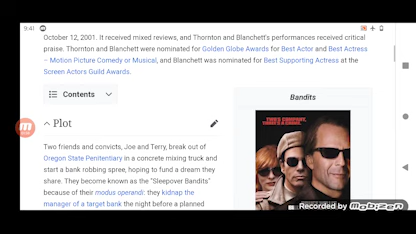 9:41
October 12, 2001. It received mixed reviews, and Thornton and Blanchett's performances received critical
praise. Thornton and Blanchett were nominated for Golden Globe Awards for Best Actor and Best Actress
– Motion Picture Comedy or Musical, and Blanchett was nominated for Best Supporting Actress at the
Screen Actors Guild Awards.
Contents
Bandits
Plot
Two friends and convicts, Joe and Terry, break out of
Oregon State Penitentiary in a concrete mixing truck and
start a bank robbing spree, hoping to fund a dream they
share. They become known as the "Sleepover Bandits"
because of their modus operandi: they kidnap the
manager of a target bank the night before a planned
Recorded by
mobizen